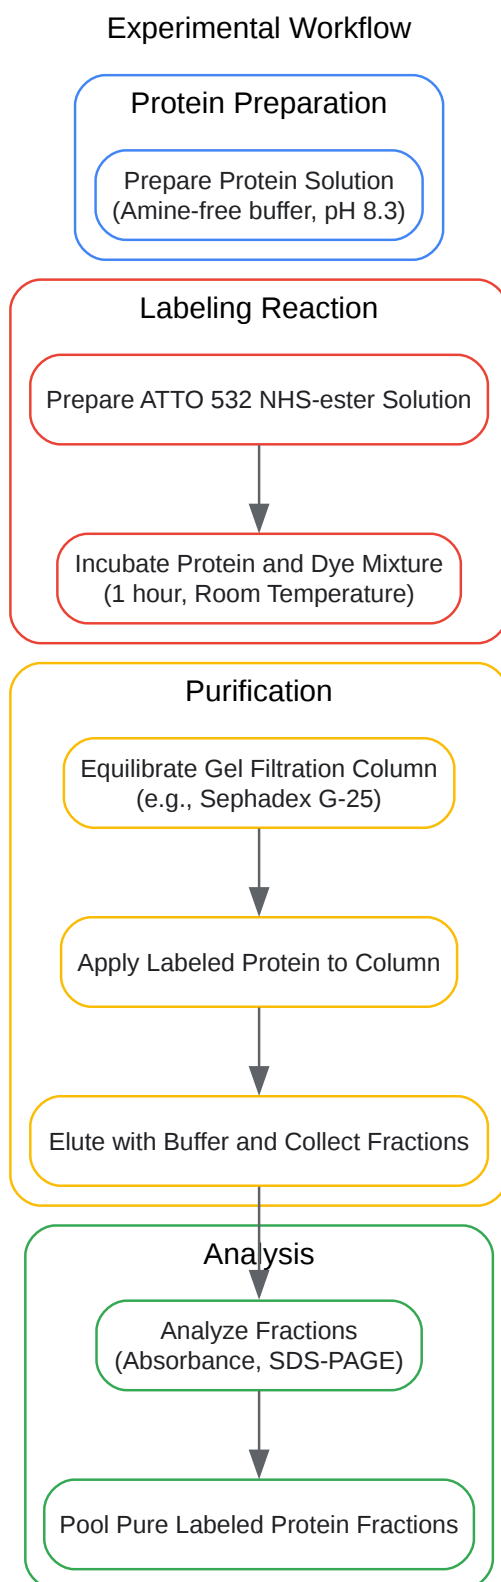 Experimental Workflow
Protein Preparation
Prepare Protein Solution
(Amine-free buffer, pH 8.3)
Labeling Reaction
Prepare ATTO 532 NHS-ester Solution
Incubate Protein and Dye Mixture
(1 hour, Room Temperature)
Purification
Equilibrate Gel Filtration Column
(e.g., Sephadex G-25)
Apply Labeled Protein to Column
Elute with Buffer and Collect Fractions
Analysis
Analyze Fractions
(Absorbance, SDS-PAGE)
Pool Pure Labeled Protein Fractions